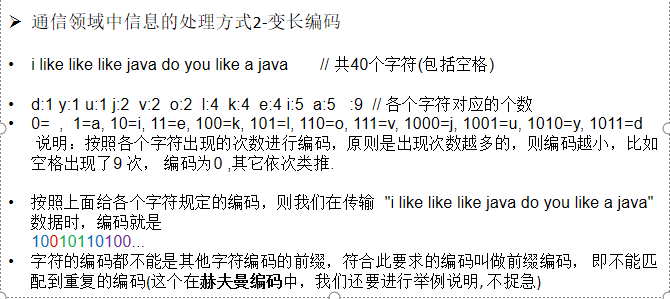 ➢ 通信领域中信息的处理方式2-变长编码
• i like like like java do you like a java // 共40个字符(包括空格)
• d:1 y:1 u:1 j:2 v:2 o:2 l:4 k:4 e:4 i:5 a:5 :9 // 各个字符对应的个数
• 0= , 1=a, 10=i, 11=e, 100=k, 101=l, 110=o, 111=v, 1000=j, 1001=u, 1010=y, 1011=d
说明：按照各个字符出现的次数进行编码，原则是出现次数越多的，则编码越小，比如
空格出现了9 次， 编码为0 ,其它依次类推.
• 按照上面给各个字符规定的编码，则我们在传输 "i like like like java do you like a java"
数据时，编码就是
10010110100...
• 字符的编码都不能是其他字符编码的前缀，符合此要求的编码叫做前缀编码， 即不能匹
配到重复的编码(这个在赫夫曼编码中，我们还要进行举例说明, 不捉急)